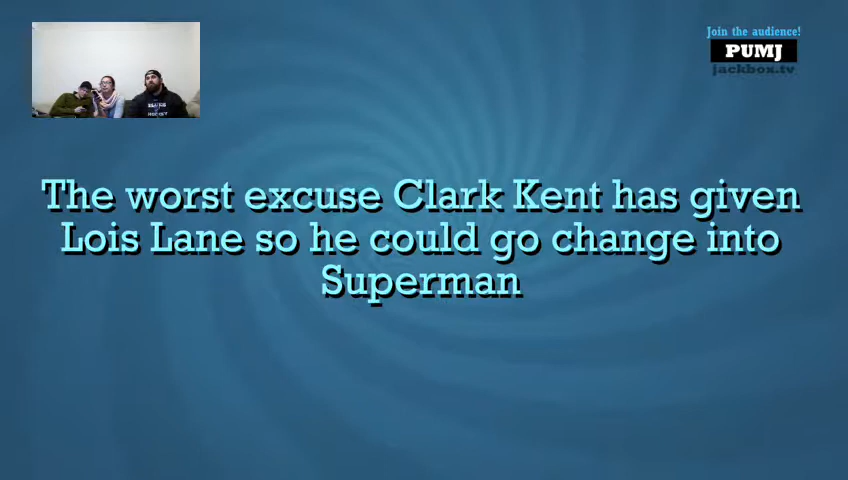 Join the audience!
PUMJ
jackbox.tv
The worst excuse Clark Kent has given
Lois Lane so he could go change into
Superman